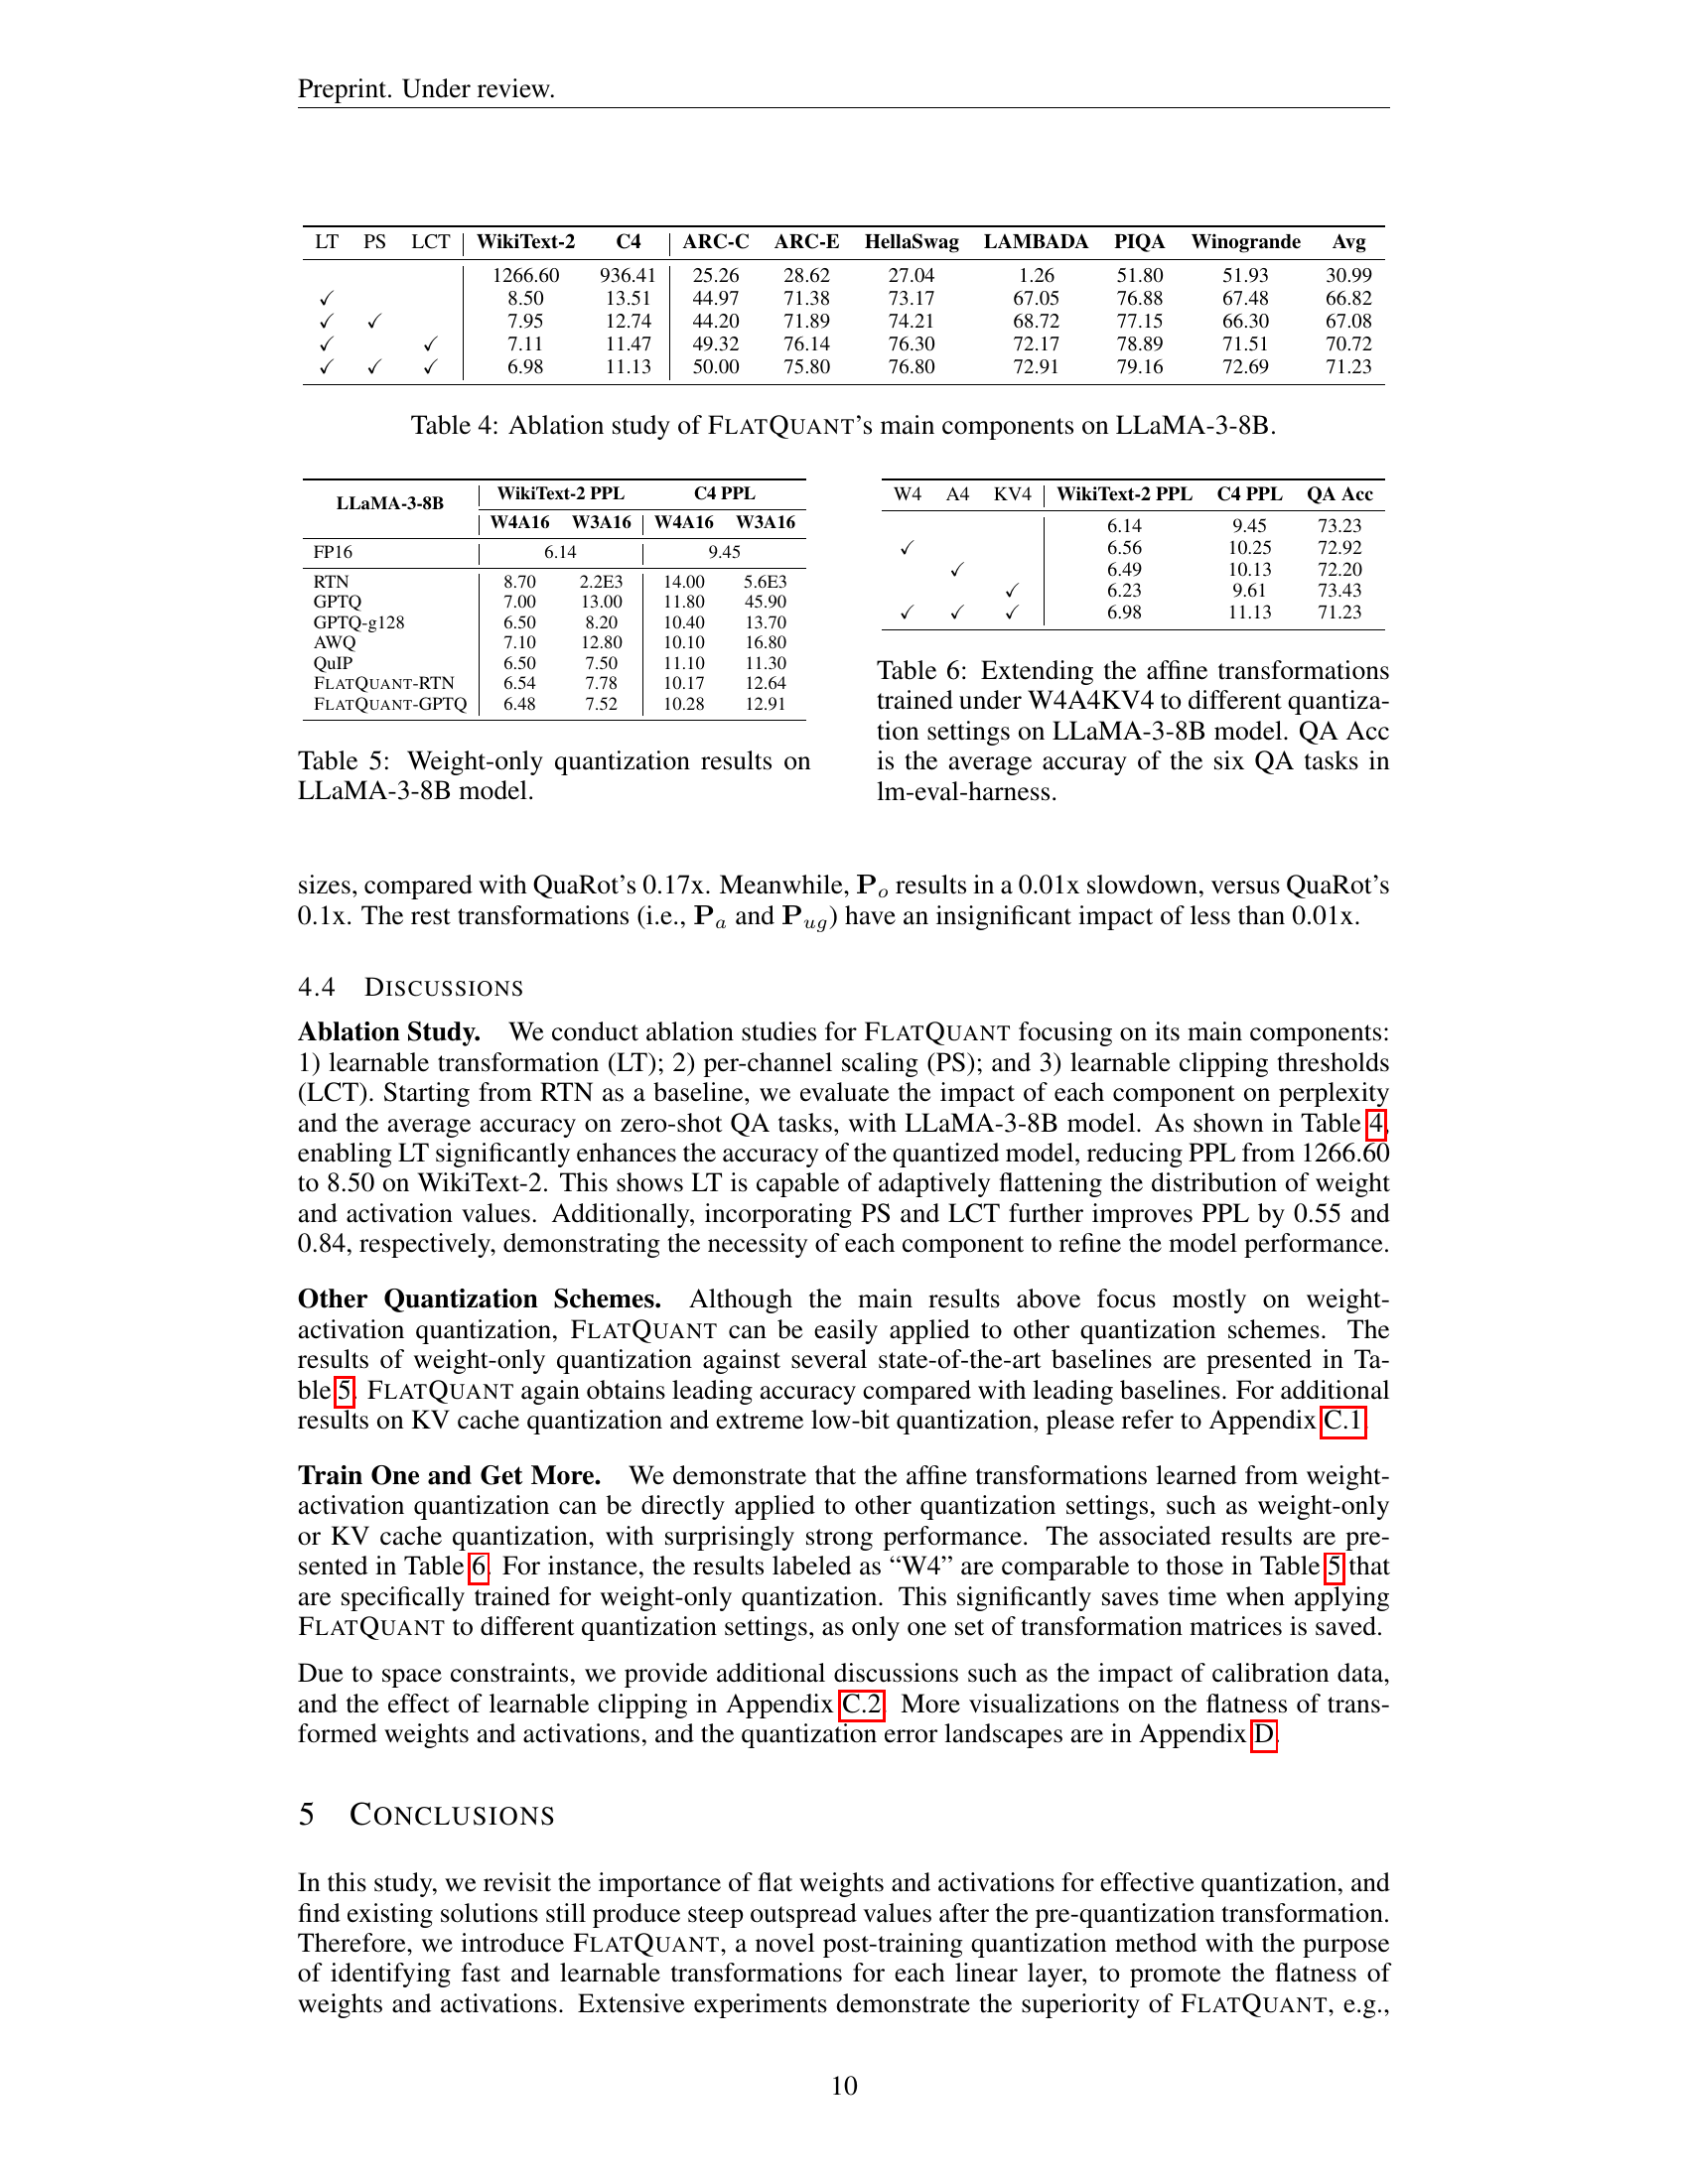 Preprint. Under review.
LT PS LCT WikiText-2 C4 ARC-C ARC-E HellaSwag LAMBADA PIQA Winogrande Avg
1266.60 936.41 25.26 28.62 27.04 1.26 51.80 51.93 30.99
✓ 8.50 13.51 44.97 71.38 73.17 67.05 76.88 67.48 66.82
✓ ✓ 7.95 12.74 44.20 71.89 74.21 68.72 77.15 66.30 67.08
✓ ✓ 7.11 11.47 49.32 76.14 76.30 72.17 78.89 71.51 70.72
✓ ✓ ✓ 6.98 11.13 50.00 75.80 76.80 72.91 79.16 72.69 71.23
Table 4: Ablation study of FLATQUANT's main components on LLaMA-3-8B.
LLaMA-3-8B WikiText-2 PPL C4 PPL
W4A16 W3A16 W4A16 W3A16
FP16 6.14 9.45
RTN 8.70 2.2E3 14.00 5.6E3
GPTQ 7.00 13.00 11.80 45.90
GPTQ-g128 6.50 8.20 10.40 13.70
AWQ 7.10 12.80 10.10 16.80
QuIP 6.50 7.50 11.10 11.30
FLATQUANT-RTN 6.54 7.78 10.17 12.64
FLATQUANT-GPTQ 6.48 7.52 10.28 12.91
Table 5: Weight-only quantization results on
LLaMA-3-8B model.
W4 A4 KV4 WikiText-2 PPL C4 PPL QA Acc
6.14 9.45 73.23
✓ 6.56 10.25 72.92
✓ 6.49 10.13 72.20
✓ 6.23 9.61 73.43
✓ ✓ ✓ 6.98 11.13 71.23
Table 6: Extending the affine transformations
trained under W4A4KV4 to different quantiza-
tion settings on LLaMA-3-8B model. QA Acc
is the average accuray of the six QA tasks in
lm-eval-harness.
sizes, compared with QuaRot's 0.17x. Meanwhile, P_o results in a 0.01x slowdown, versus QuaRot's
0.1x. The rest transformations (i.e., P_a and P_ug) have an insignificant impact of less than 0.01x.
4.4 DISCUSSIONS
Ablation Study. We conduct ablation studies for FLATQUANT focusing on its main components:
1) learnable transformation (LT); 2) per-channel scaling (PS); and 3) learnable clipping thresholds
(LCT). Starting from RTN as a baseline, we evaluate the impact of each component on perplexity
and the average accuracy on zero-shot QA tasks, with LLaMA-3-8B model. As shown in Table 4,
enabling LT significantly enhances the accuracy of the quantized model, reducing PPL from 1266.60
to 8.50 on WikiText-2. This shows LT is capable of adaptively flattening the distribution of weight
and activation values. Additionally, incorporating PS and LCT further improves PPL by 0.55 and
0.84, respectively, demonstrating the necessity of each component to refine the model performance.
Other Quantization Schemes. Although the main results above focus mostly on weight-
activation quantization, FLATQUANT can be easily applied to other quantization schemes. The
results of weight-only quantization against several state-of-the-art baselines are presented in Ta-
ble 5. FLATQUANT again obtains leading accuracy compared with leading baselines. For additional
results on KV cache quantization and extreme low-bit quantization, please refer to Appendix C.1.
Train One and Get More. We demonstrate that the affine transformations learned from weight-
activation quantization can be directly applied to other quantization settings, such as weight-only
or KV cache quantization, with surprisingly strong performance. The associated results are pre-
sented in Table 6. For instance, the results labeled as “W4” are comparable to those in Table 5 that
are specifically trained for weight-only quantization. This significantly saves time when applying
FLATQUANT to different quantization settings, as only one set of transformation matrices is saved.
Due to space constraints, we provide additional discussions such as the impact of calibration data,
and the effect of learnable clipping in Appendix C.2. More visualizations on the flatness of trans-
formed weights and activations, and the quantization error landscapes are in Appendix D.
5 CONCLUSIONS
In this study, we revisit the importance of flat weights and activations for effective quantization, and
find existing solutions still produce steep outspread values after the pre-quantization transformation.
Therefore, we introduce FLATQUANT, a novel post-training quantization method with the purpose
of identifying fast and learnable transformations for each linear layer, to promote the flatness of
weights and activations. Extensive experiments demonstrate the superiority of FLATQUANT, e.g.,
10